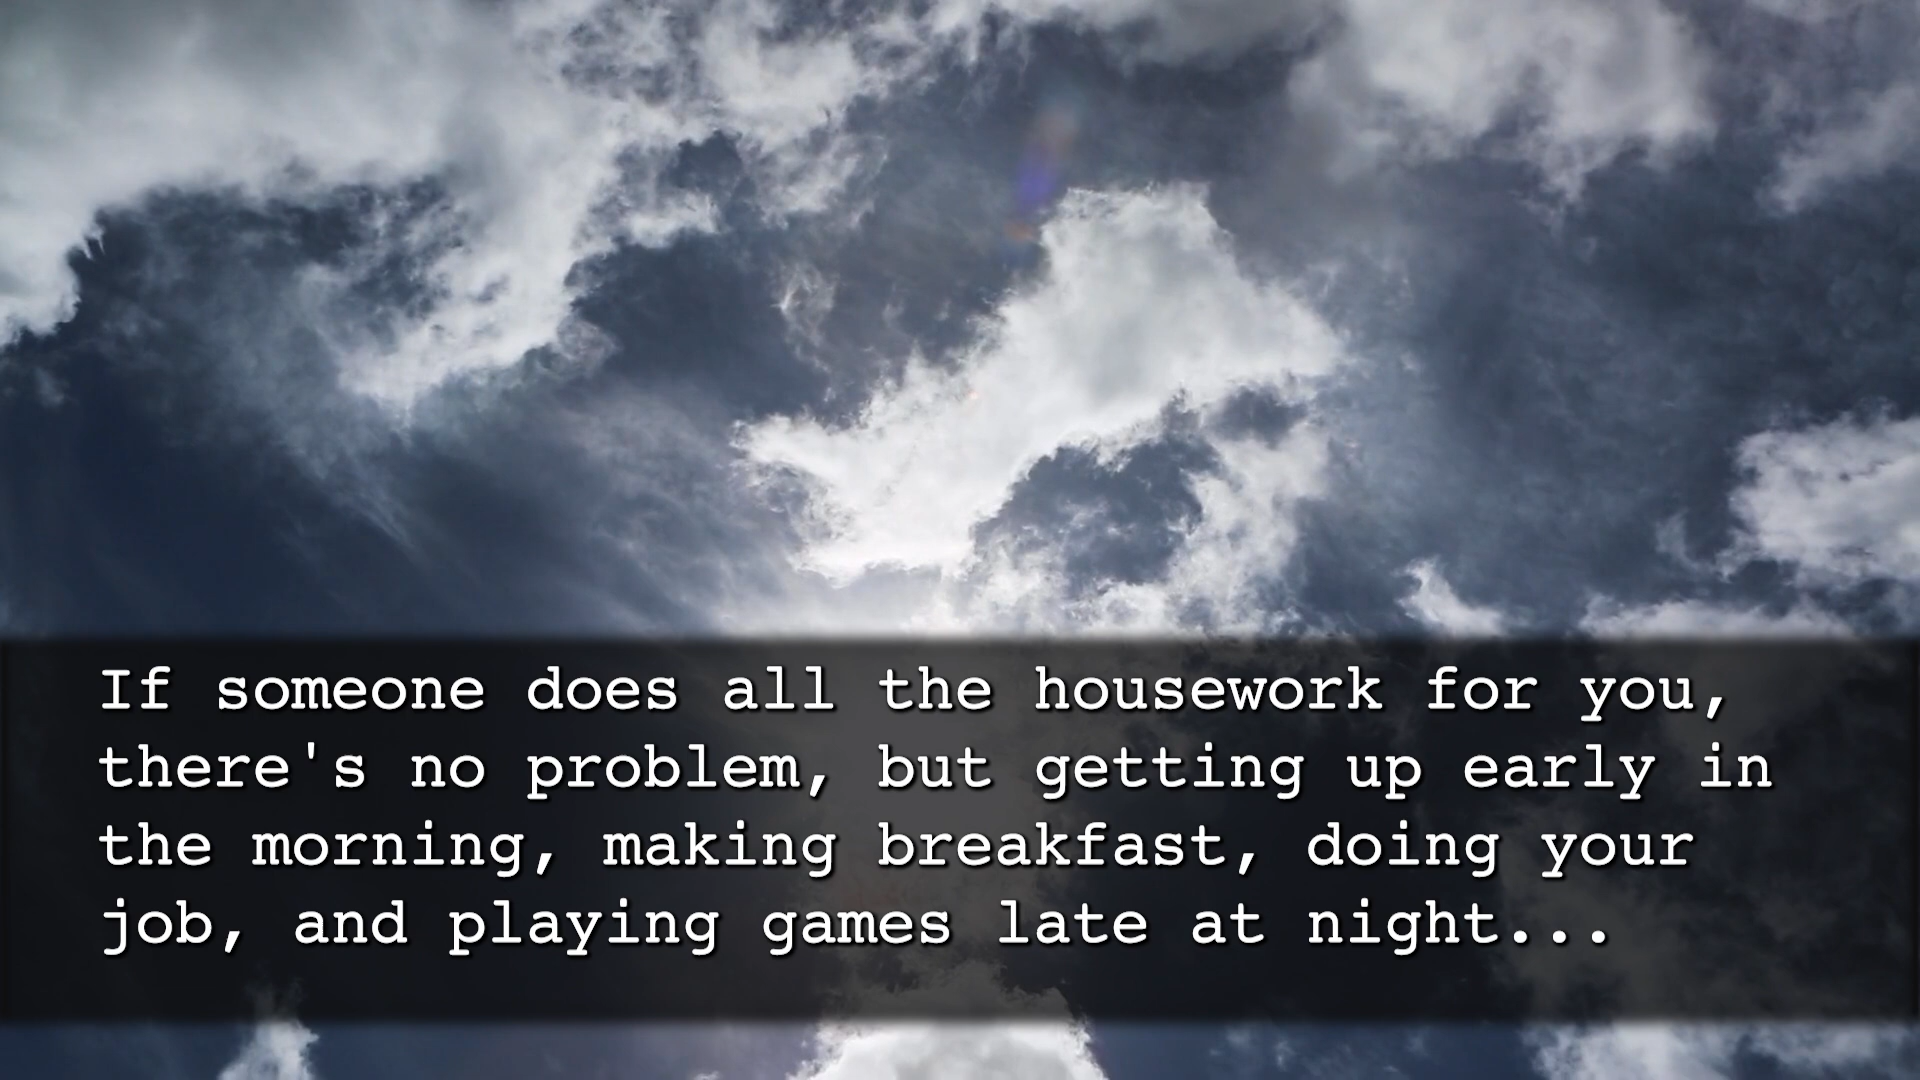 If someone does all the housework for you,
there's no problem, but getting up early in
the morning, making breakfast, doing your
job, and playing games late at night...